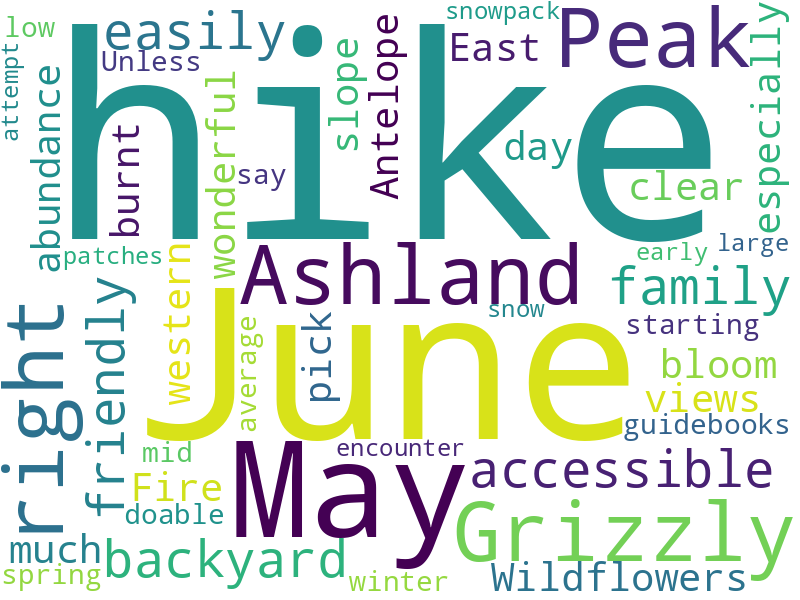 low
easily
snowpack
Peak
hike
attempt
Unless
East
especially
abundance
burnt
wonderful
say
slope
Antelope
day
clear
patches
western
Ashland
early
large
family
right
friendly
June
average
pick
snow
starting
bloom
views
guidebooks
mid
Fire
doable
May
encounter
accessible
much
backyard
Grizzly
spring
winter
Wildflowers